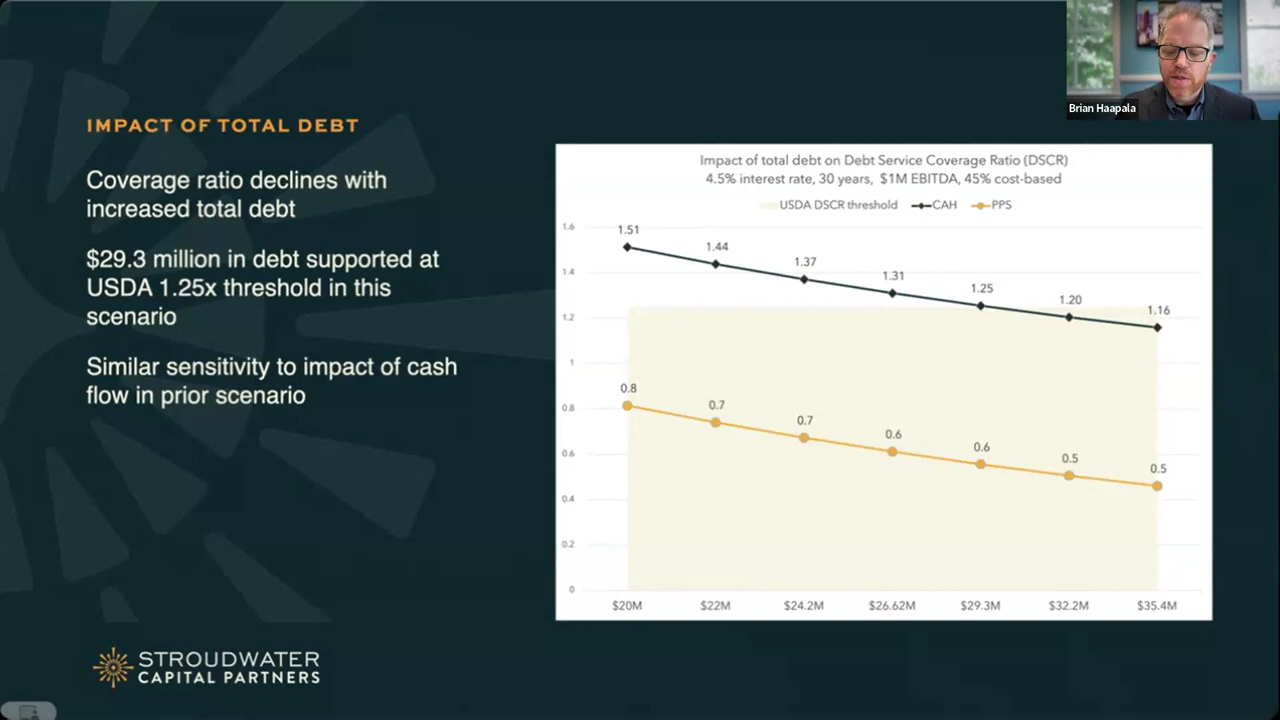 Brian Haapala
IMPACT OF TOTAL DEBT
Coverage ratio declines with
increased total debt
$29.3 million in debt supported at
USDA 1.25x threshold in this
scenario
Similar sensitivity to impact of cash
flow in prior scenario
Impact of total debt on Debt Service Coverage Ratio (DSCR)
4.5% interest rate, 30 years, $1M EBITDA, 45% cost-based
USDA DSCR threshold CAH PPS
1.6
1.4
1.2
1
0.8
0.6
0.4
0.2
0
1.51 1.44 1.37 1.31 1.25 1.20 1.16
0.8 0.7 0.7 0.6 0.6 0.5 0.5
$20M $22M $24.2M $26.62M $29.3M $32.2M $35.4M
STROUDWATER
CAPITAL PARTNERS